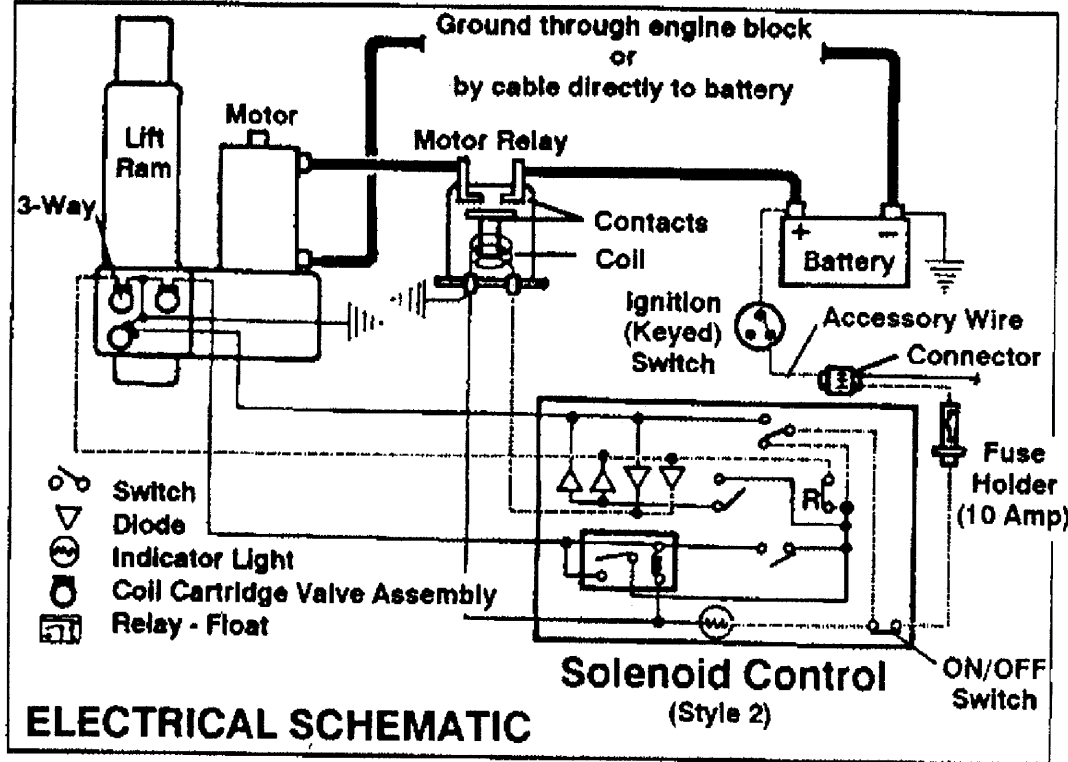 Ground through engine block
or
by cable directly to battery
Motor
Motor Relay
Lift
Ram
3-Way
Contacts
Coil
+
−
Battery
Ignition
(Keyed)
Switch
Accessory Wire
Connector
Fuse
Holder
(10 Amp)
R
Switch
Diode
Indicator Light
Coil Cartridge Valve Assembly
Relay - Float
ON/OFF
Switch
Solenoid Control
(Style 2)
ELECTRICAL SCHEMATIC